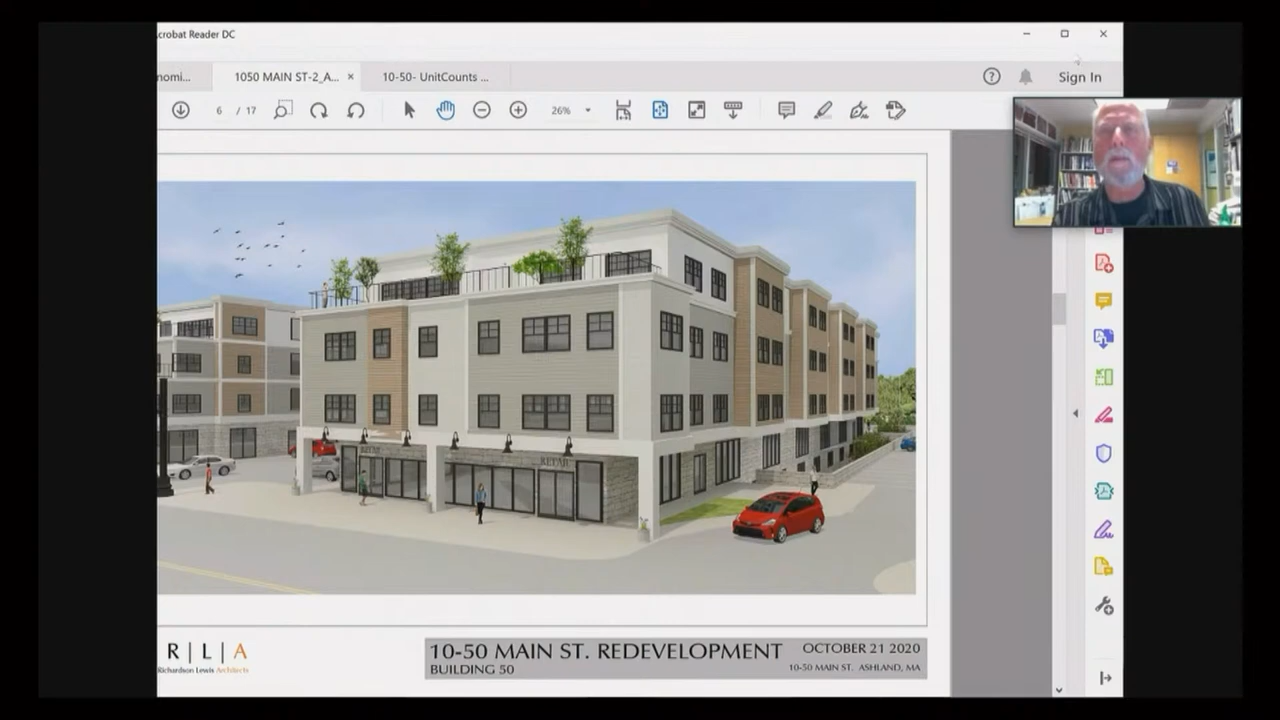 crobat Reader DC
nomi...
1050 MAIN ST-2_A...
10-50- UnitCounts ...
Sign In
6 / 17
26%
RETAIL
R | L | A
Richardson Lewis Architects
10-50 MAIN ST. REDEVELOPMENT
OCTOBER 21 2020
BUILDING 50
10-50 MAIN ST. ASHLAND, MA